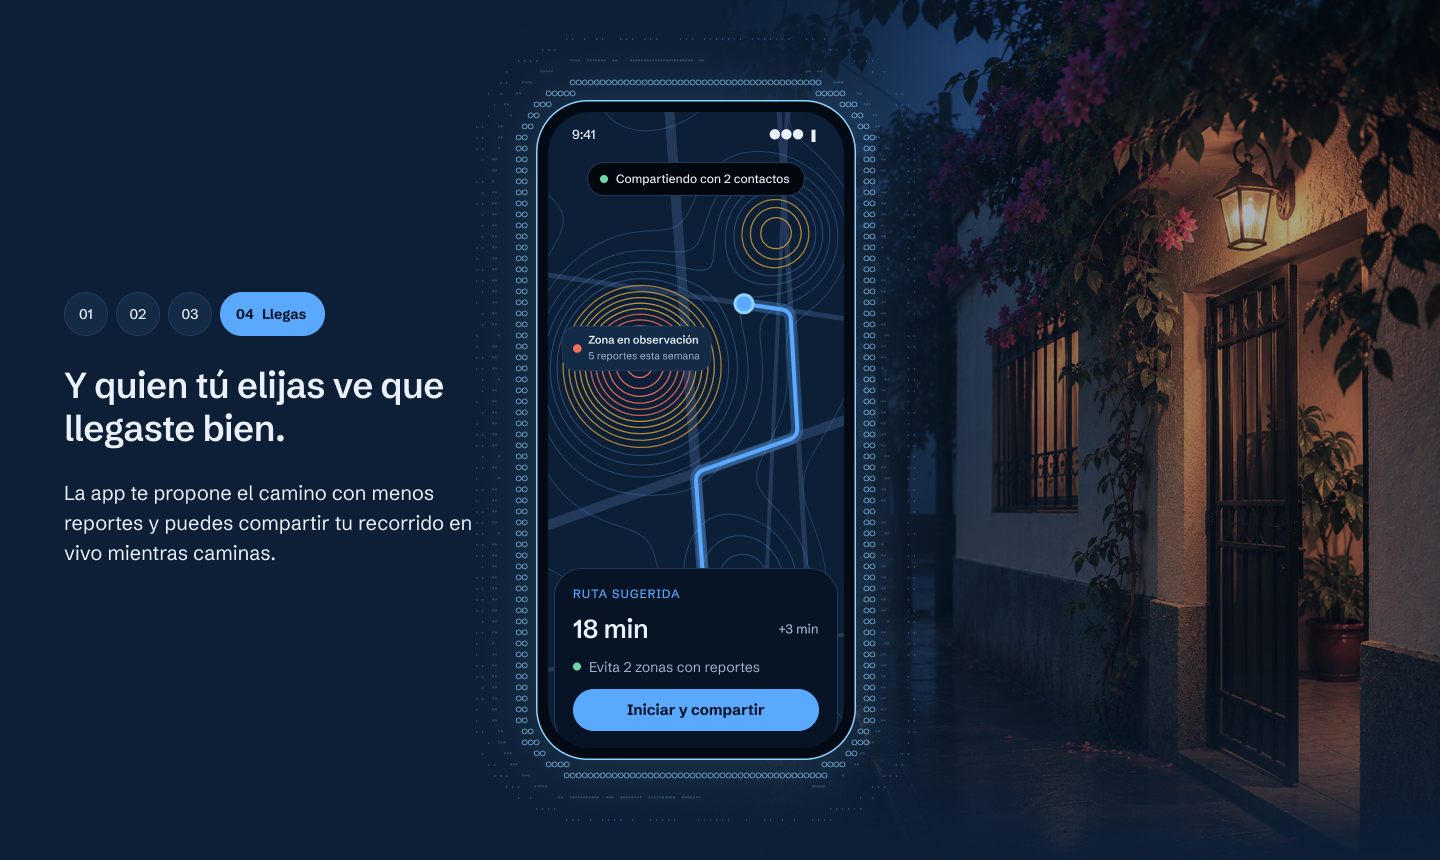 01
02
03
04 Llegas
Y quien tú elijas ve que
llegaste bien.
La app te propone el camino con menos
reportes y puedes compartir tu recorrido en
vivo mientras caminas.
9:41
Compartiendo con 2 contactos
Zona en observación
5 reportes esta semana
RUTA SUGERIDA
18 min
+3 min
Evita 2 zonas con reportes
Iniciar y compartir